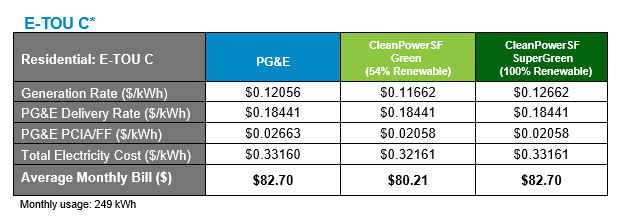 E-TOU C*
Residential: E-TOU C PG&E CleanPowerSF Green (54% Renewable) CleanPowerSF SuperGreen (100% Renewable)
Generation Rate ($/kWh) $0.12056 $0.11662 $0.12662
PG&E Delivery Rate ($/kWh) $0.18441 $0.18441 $0.18441
PG&E PCIA/FF ($/kWh) $0.02663 $0.02058 $0.02058
Total Electricity Cost ($/kWh) $0.33160 $0.32161 $0.33161
Average Monthly Bill ($) $82.70 $80.21 $82.70
Monthly usage: 249 kWh